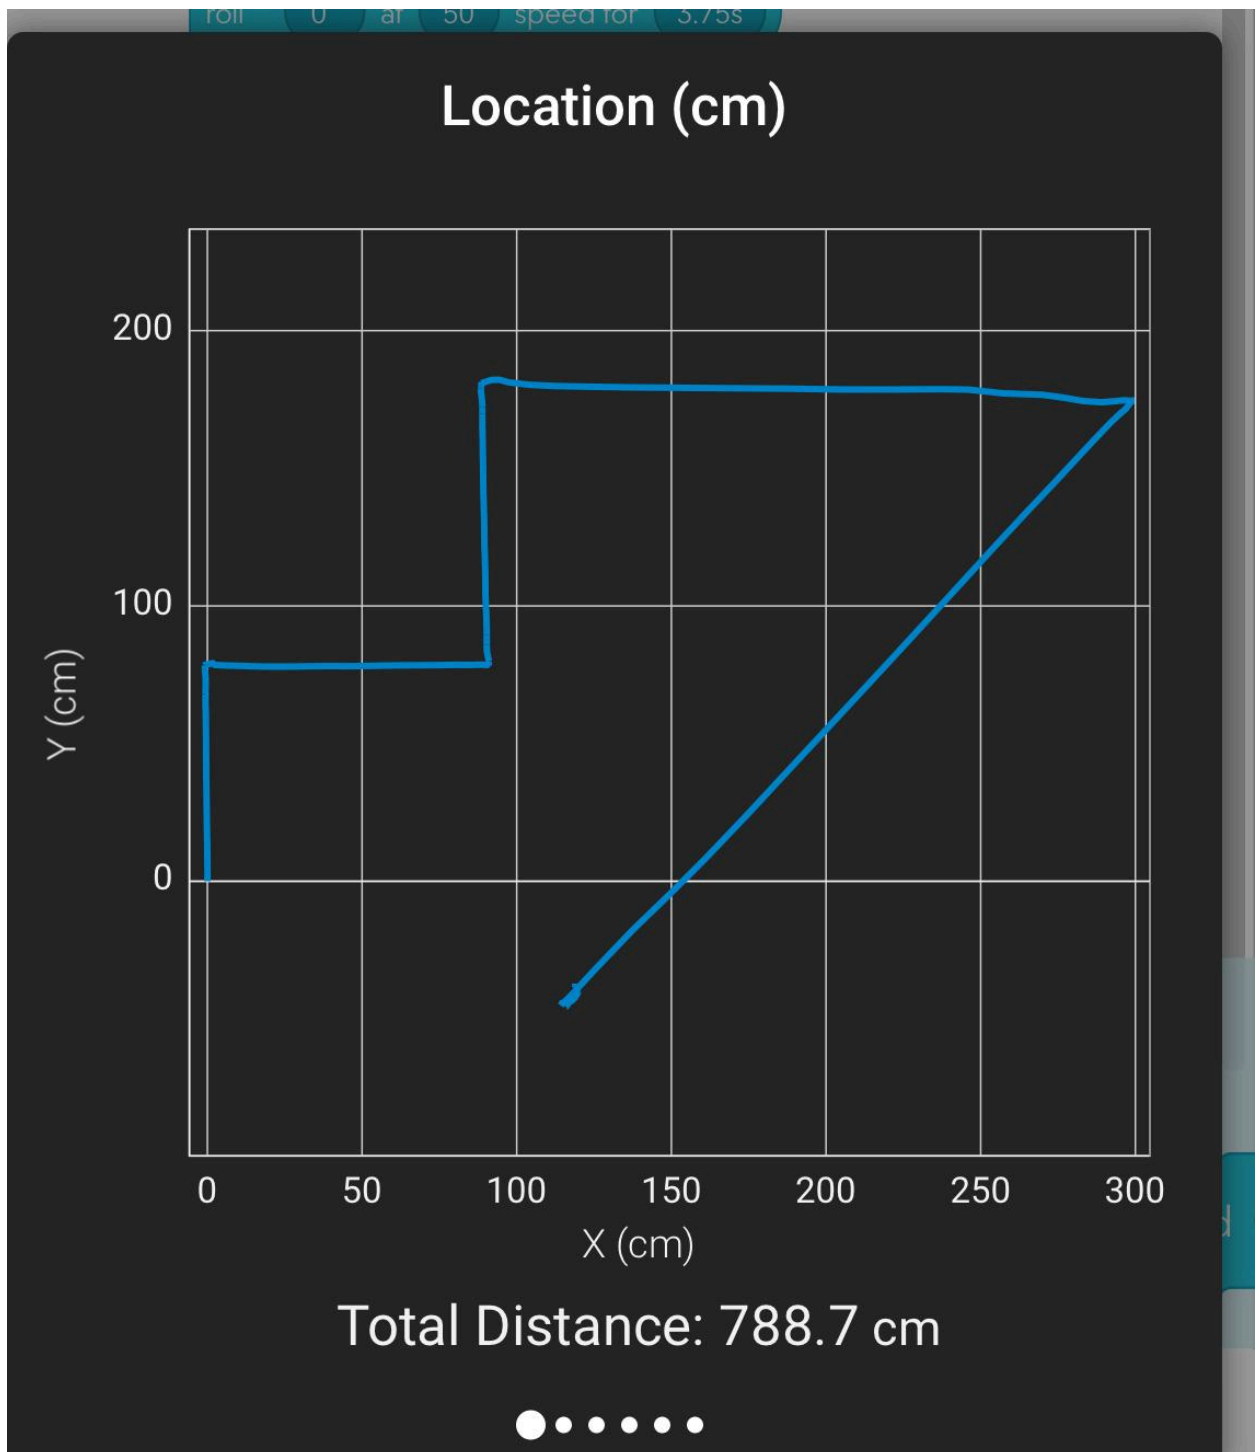 roll 0 at 50 speed for 3.75s
Location (cm)
200
100
0
Y (cm)
0 50 100 150 200 250 300
X (cm)
Total Distance: 788.7 cm